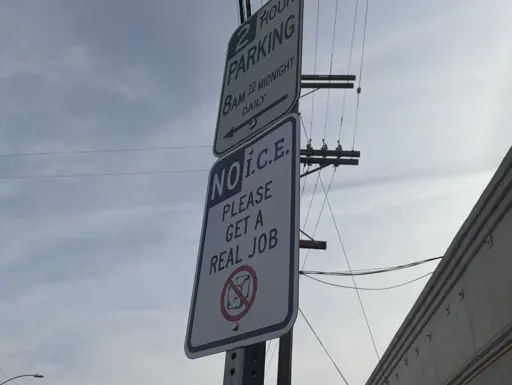 2 HOUR
PARKING
8AM TO MIDNIGHT
DAILY
NO I.C.E.
PLEASE
GET A
REAL JOB